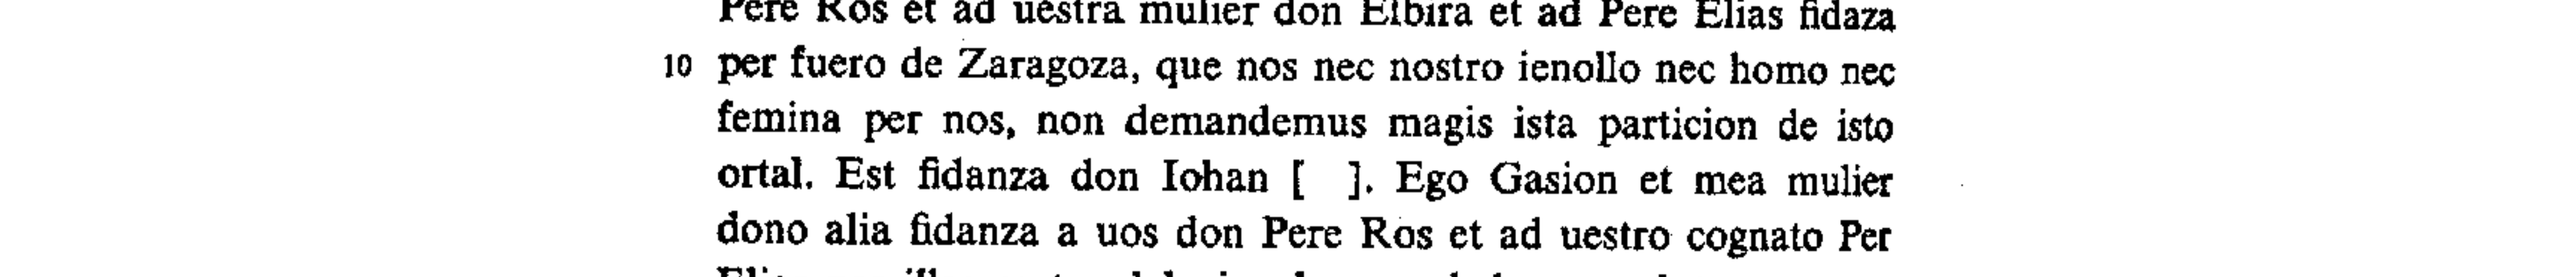 Pere Ros et ad uestra mulier don Elbira et ad Pere Elias fidaza
10 per fuero de Zaragoza, que nos nec nostro ienollo nec homo nec
femina per nos, non demandemus magis ista particion de isto
ortal. Est fidanza don Iohan [ ]. Ego Gasion et mea mulier
dono alia fidanza a uos don Pere Ros et ad uestro cognato Per